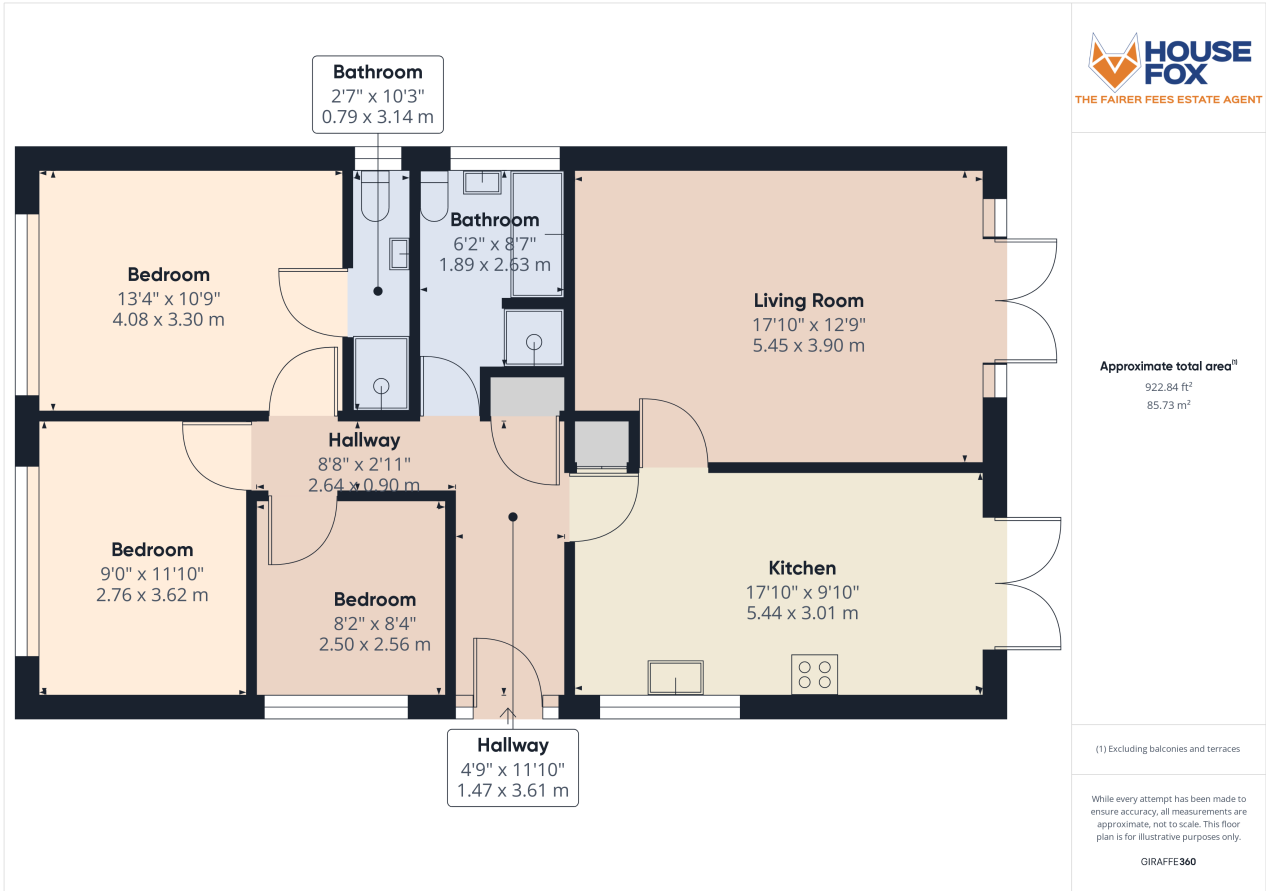 Bathroom
2'7" x 10'3"
0.79 x 3.14 m
Bathroom
6'2" x 8'7"
1.89 x 2.63 m
Bedroom
13'4" x 10'9"
4.08 x 3.30 m
Living Room
17'10" x 12'9"
5.45 x 3.90 m
Hallway
8'8" x 2'11"
2.64 x 0.90 m
Bedroom
9'0" x 11'10"
2.76 x 3.62 m
Bedroom
8'2" x 8'4"
2.50 x 2.56 m
Kitchen
17'10" x 9'10"
5.44 x 3.01 m
Hallway
4'9" x 11'10"
1.47 x 3.61 m
HOUSE
FOX
THE FAIRER FEES ESTATE AGENT
Approximate total area⁽¹⁾
922.84 ft²
85.73 m²
(1) Excluding balconies and terraces
While every attempt has been made to
ensure accuracy, all measurements are
approximate, not to scale. This floor
plan is for illustrative purposes only.
GIRAFFE360